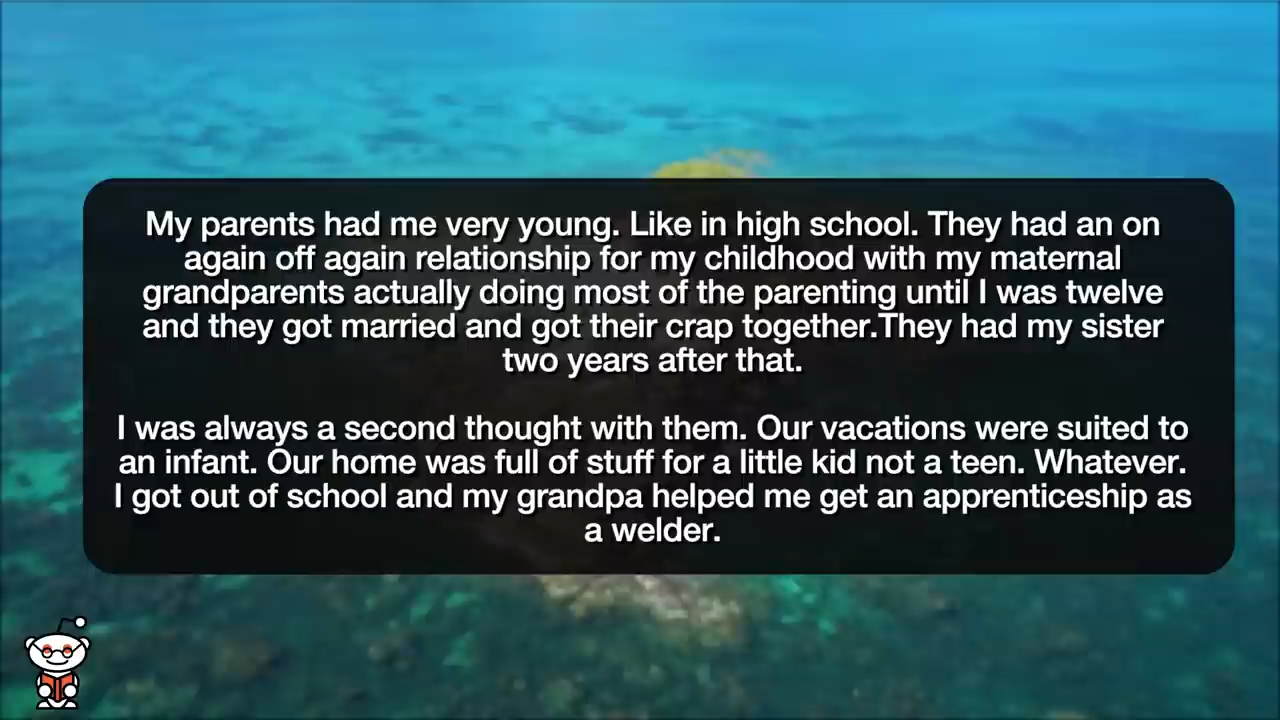 My parents had me very young. Like in high school. They had an on
again off again relationship for my childhood with my maternal
grandparents actually doing most of the parenting until I was twelve
and they got married and got their crap together.They had my sister
two years after that.
I was always a second thought with them. Our vacations were suited to
an infant. Our home was full of stuff for a little kid not a teen. Whatever.
I got out of school and my grandpa helped me get an apprenticeship as
a welder.